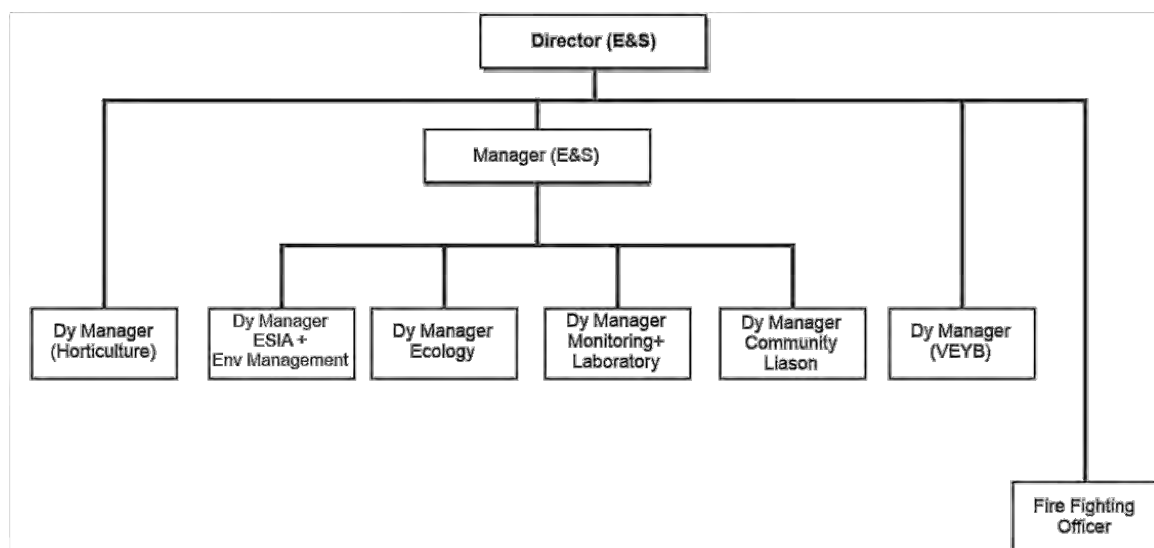 Director (E&S)
Manager (E&S)
Dy Manager
(Horticulture)
Dy Manager
ESIA +
Env Management
Dy Manager
Ecology
Dy Manager
Monitoring+
Laboratory
Dy Manager
Community
Liason
Dy Manager
(VEYB)
Fire Fighting
Officer